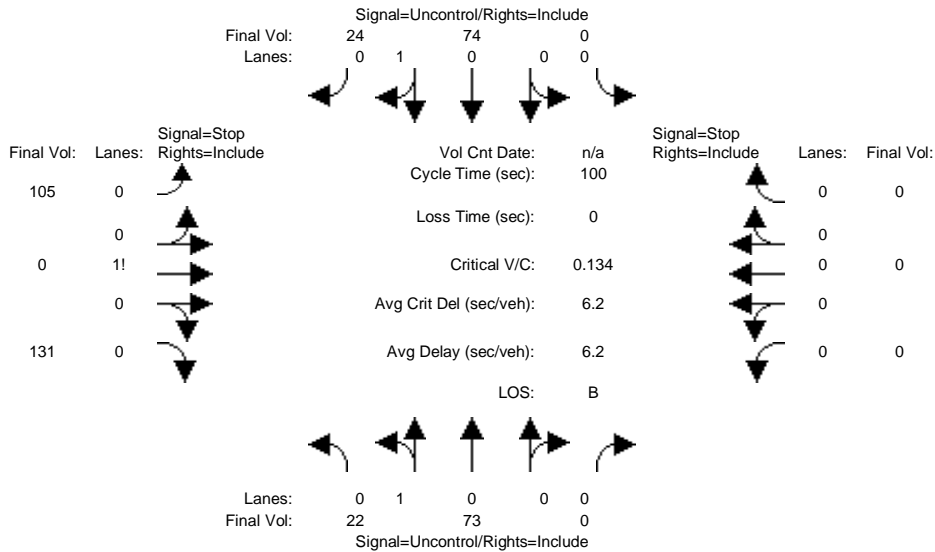 Signal=Uncontrol/Rights=Include
Final Vol: 24 74 0
Lanes: 0 1 0 0 0
Signal=Stop
Final Vol: Lanes: Rights=Include
Vol Cnt Date: n/a
Signal=Stop
Rights=Include Lanes: Final Vol:
Cycle Time (sec): 100
105 0
0 0
Loss Time (sec): 0
0
0
0 1!
Critical V/C: 0.134
0 0
0
Avg Crit Del (sec/veh): 6.2
0
131 0
Avg Delay (sec/veh): 6.2
0 0
LOS: B
Lanes: 0 1 0 0 0
Final Vol: 22 73 0
Signal=Uncontrol/Rights=Include